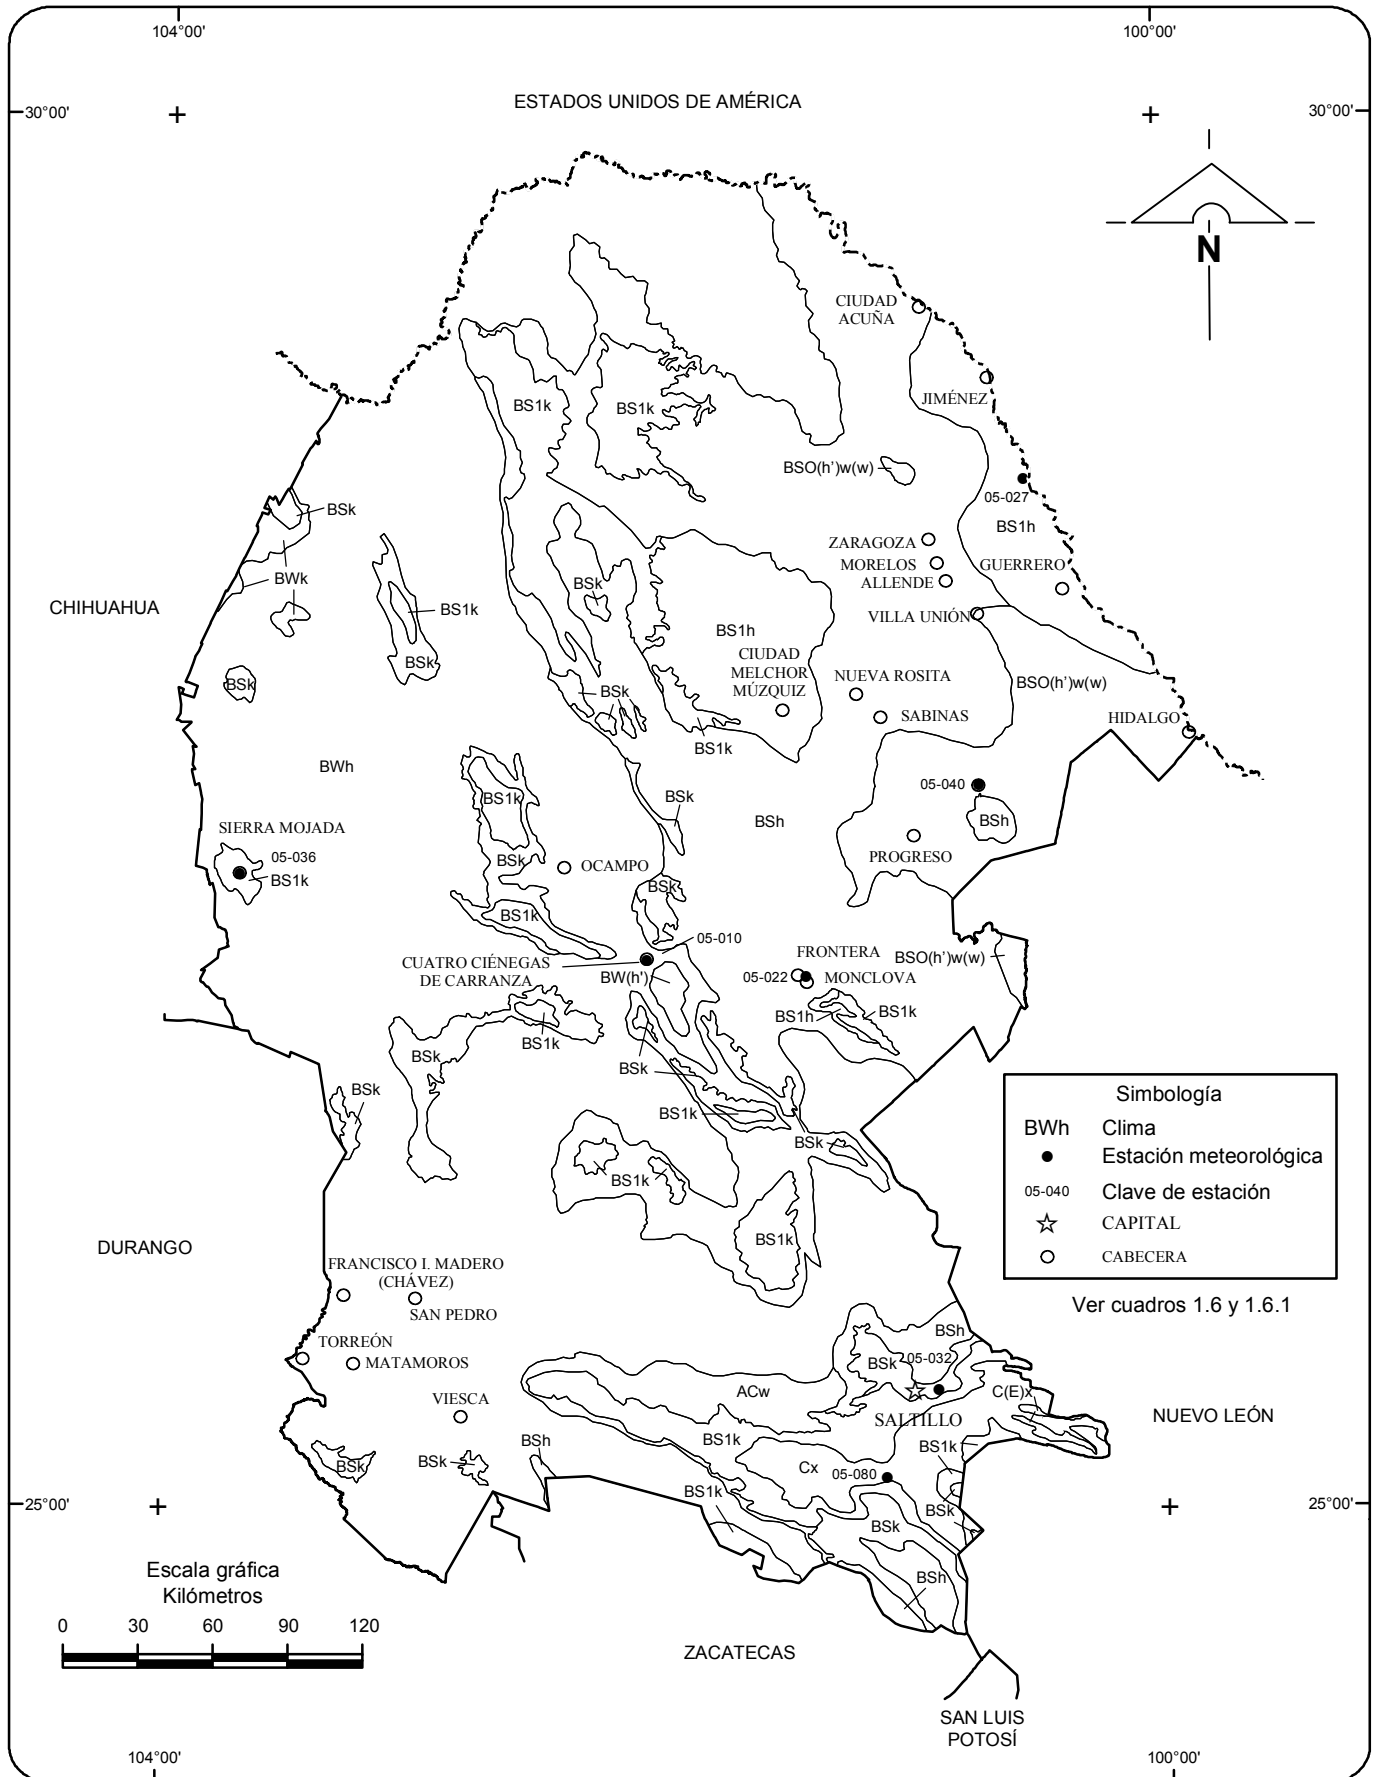 104°00'
100°00'
30°00'
30°00'
ESTADOS UNIDOS DE AMÉRICA
N
CIUDAD
ACUÑA
JIMÉNEZ
BS1k
BS1k
BSO(h')w(w)
05-027
BS1h
BSk
ZARAGOZA
MORELOS
ALLENDE
GUERRERO
BWk
BSk
CHIHUAHUA
BS1k
VILLA UNIÓN
BS1h
CIUDAD
MELCHOR
MÚZQUIZ
BSk
BSk
NUEVA ROSITA
BSO(h')w(w)
BSk
SABINAS
HIDALGO
BS1k
BWh
05-040
BS1k
BSk
BSh
BSh
SIERRA MOJADA
05-036
BS1k
BSk
OCAMPO
PROGRESO
BSk
BS1k
05-010
CUATRO CIÉNEGAS
DE CARRANZA
BW(h')
FRONTERA
05-022
MONCLOVA
BSO(h')w(w)
BS1h
BS1k
BS1k
BSk
BSk
BSk
BS1k
BSk
BS1k
BS1k
Simbología
BWh Clima
Estación meteorológica
05-040 Clave de estación
CAPITAL
CABECERA
Ver cuadros 1.6 y 1.6.1
DURANGO
FRANCISCO I. MADERO
(CHÁVEZ)
SAN PEDRO
TORREÓN
MATAMOROS
VIESCA
BSh
BSk
05-032
ACw
C(E)x
SALTILLO
NUEVO LEÓN
BS1k
BS1k
BSh
BSk
BSk
Cx
05-080
BS1k
BSk
BSk
BSh
25°00'
25°00'
Escala gráfica
Kilómetros
0 30 60 90 120
ZACATECAS
SAN LUIS
POTOSÍ
104°00'
100°00'